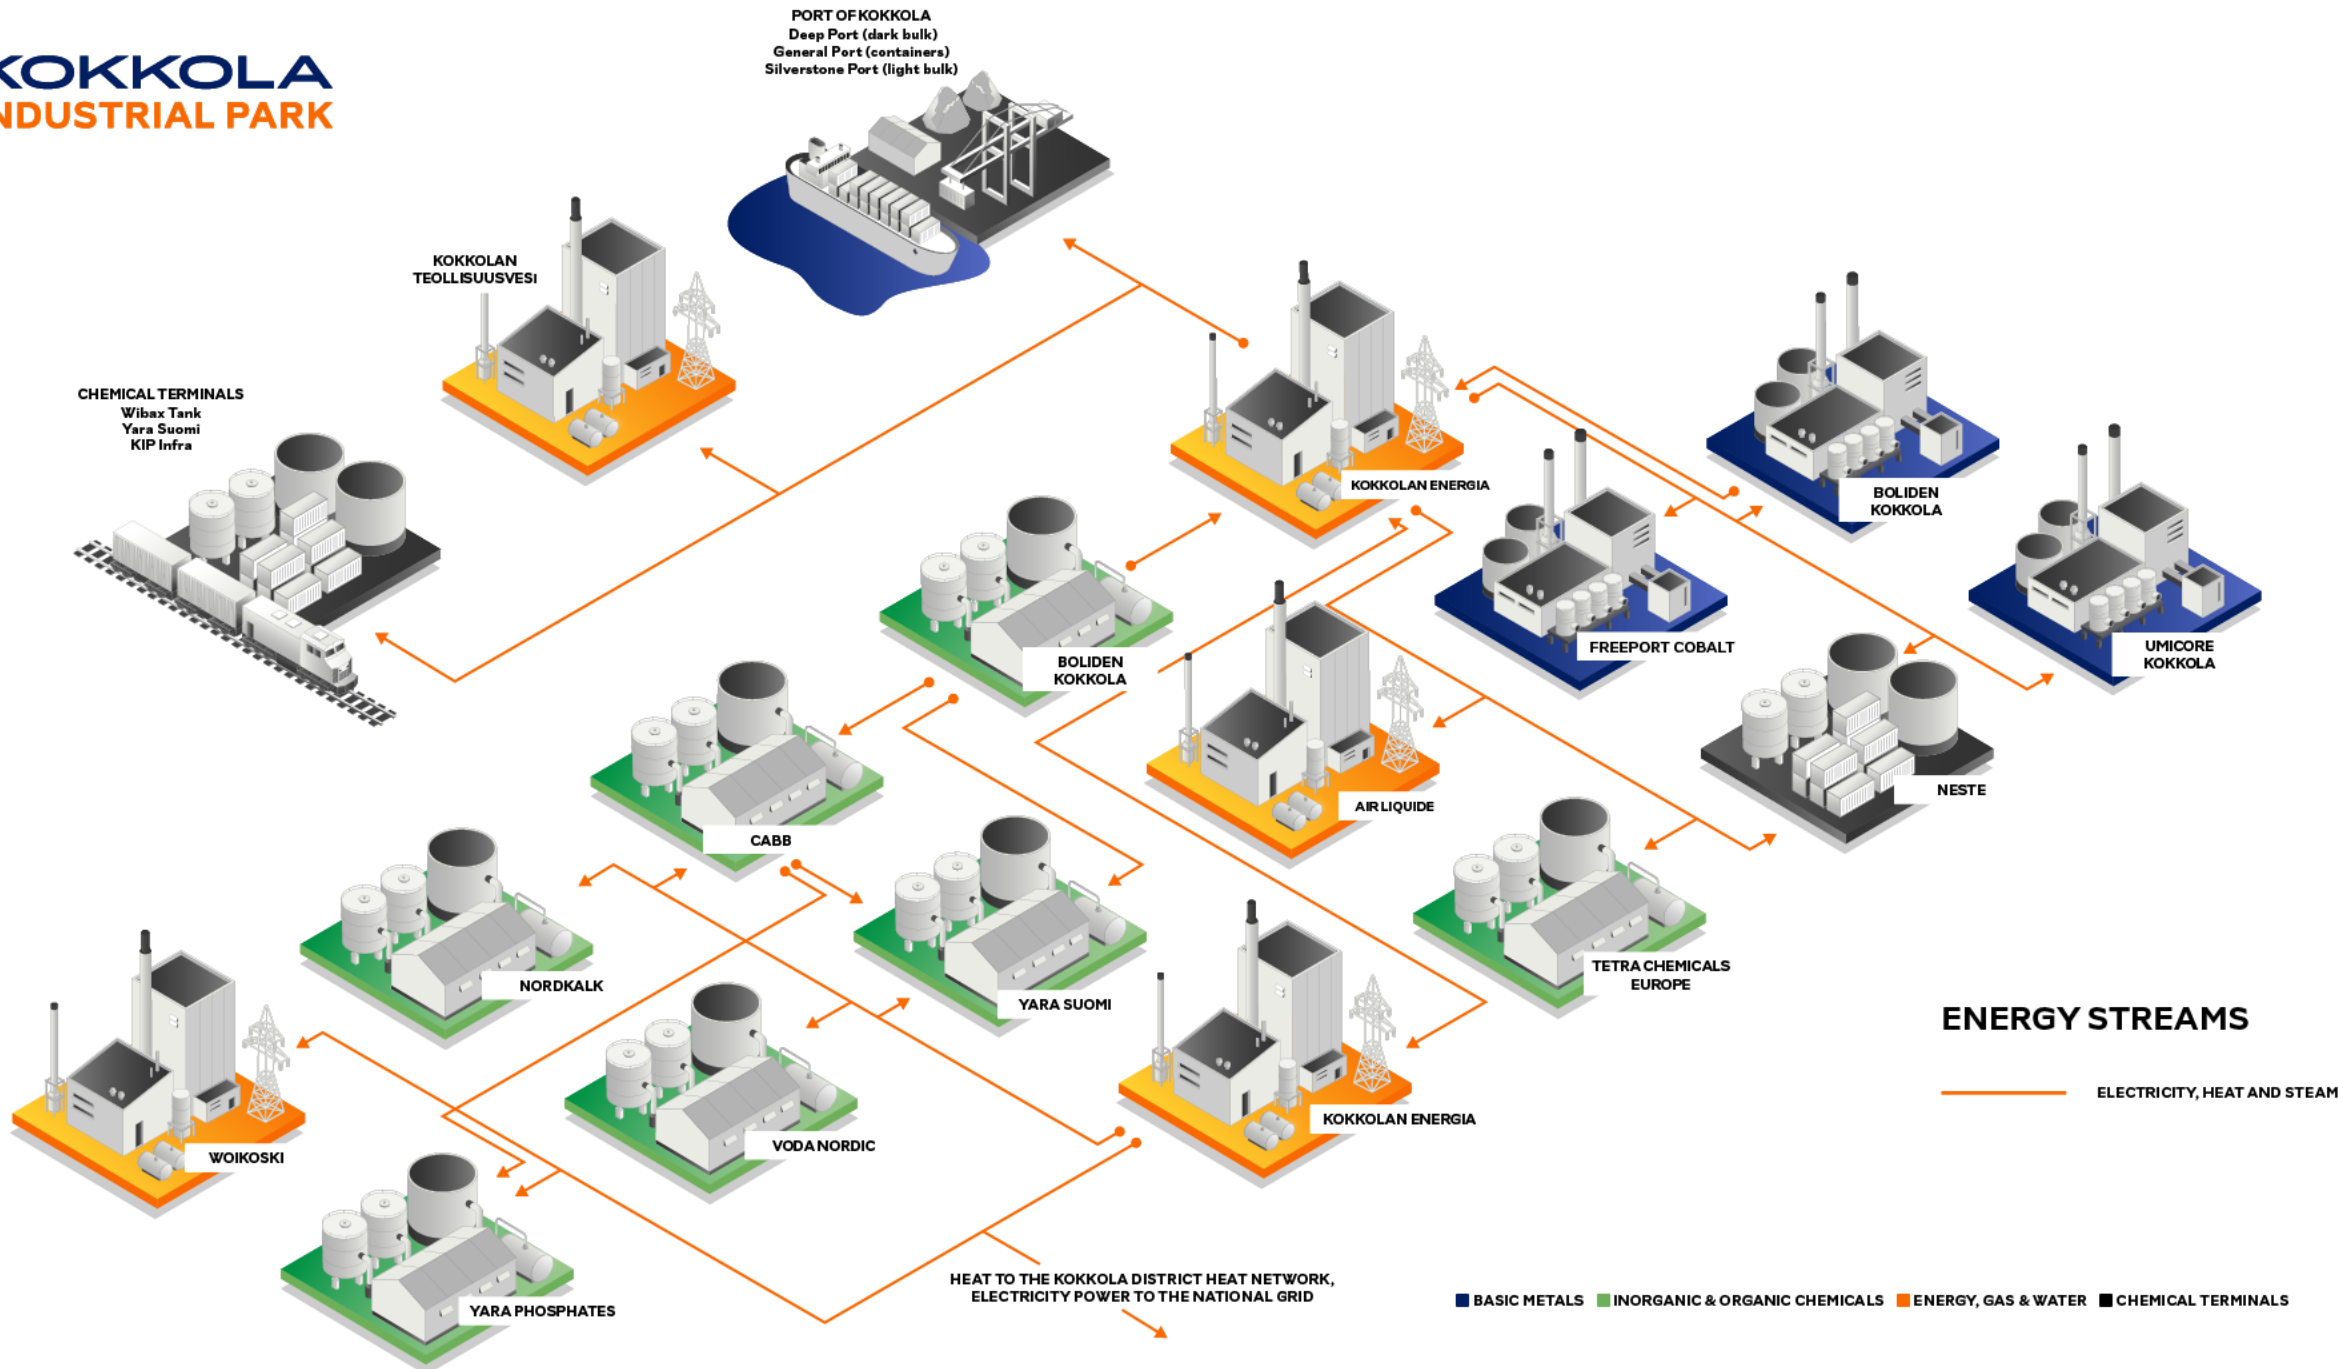 KOKKOLA
INDUSTRIAL PARK
PORT OF KOKKOLA
Deep Port (dark bulk)
General Port (containers)
Silverstone Port (light bulk)
KOKKOLAN
TEOLLISUUSVESI
CHEMICAL TERMINALS
Wibax Tank
Yara Suomi
KIP Infra
KOKKOLAN ENERGIA
BOLIDEN
KOKKOLA
FREEPORT COBALT
UMICORE
KOKKOLA
BOLIDEN
KOKKOLA
NESTE
AIR LIQUIDE
CABB
TETRA CHEMICALS
EUROPE
NORDKALK
YARA SUOMI
KOKKOLAN ENERGIA
VODA NORDIC
WOIKOSKI
YARA PHOSPHATES
HEAT TO THE KOKKOLA DISTRICT HEAT NETWORK,
ELECTRICITY POWER TO THE NATIONAL GRID
ENERGY STREAMS
ELECTRICITY, HEAT AND STEAM
BASIC METALS
INORGANIC & ORGANIC CHEMICALS
ENERGY, GAS & WATER
CHEMICAL TERMINALS